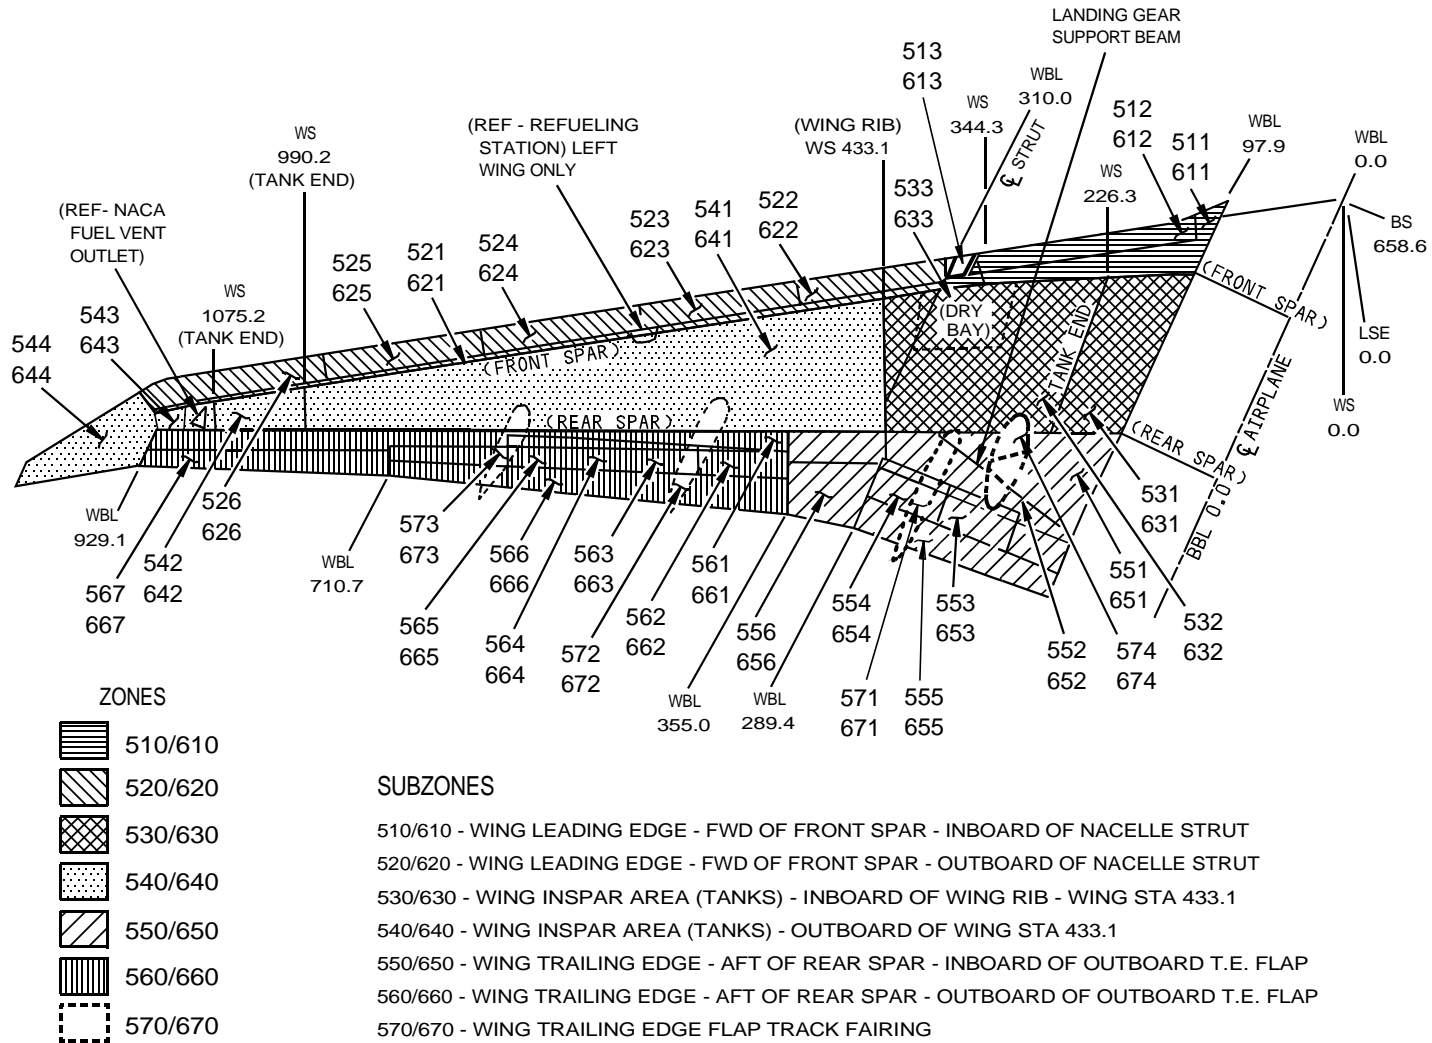 LANDING GEAR
SUPPORT BEAM
513
613
WBL
310.0
WS
344.3
℄ STRUT
512
612
511
611
WBL
97.9
WBL
0.0
WS
990.2
(TANK END)
(REF - REFUELING
STATION) LEFT
WING ONLY
(WING RIB)
WS 433.1
533
633
WS
226.3
(REF- NACA
FUEL VENT
OUTLET)
525
625
521
621
524
624
523
623
541
641
522
622
BS
658.6
WS
1075.2
(TANK END)
543
643
544
644
(FRONT SPAR)
(FRONT SPAR)
(DRY
BAY)
TANK END
LSE
0.0
WS
0.0
(REAR SPAR)
(REAR SPAR)
℄ AIRPLANE
BBL 0.0
WBL
929.1
526
626
542
642
567
667
WBL
710.7
573
673
565
665
566
666
564
664
563
663
572
672
562
662
561
661
556
656
WBL
355.0
WBL
289.4
554
654
571
671
555
655
553
653
552
652
574
674
551
651
531
631
532
632
ZONES
510/610
520/620
530/630
540/640
550/650
560/660
570/670
SUBZONES
510/610 - WING LEADING EDGE - FWD OF FRONT SPAR - INBOARD OF NACELLE STRUT
520/620 - WING LEADING EDGE - FWD OF FRONT SPAR - OUTBOARD OF NACELLE STRUT
530/630 - WING INSPAR AREA (TANKS) - INBOARD OF WING RIB - WING STA 433.1
540/640 - WING INSPAR AREA (TANKS) - OUTBOARD OF WING STA 433.1
550/650 - WING TRAILING EDGE - AFT OF REAR SPAR - INBOARD OF OUTBOARD T.E. FLAP
560/660 - WING TRAILING EDGE - AFT OF REAR SPAR - OUTBOARD OF OUTBOARD T.E. FLAP
570/670 - WING TRAILING EDGE FLAP TRACK FAIRING